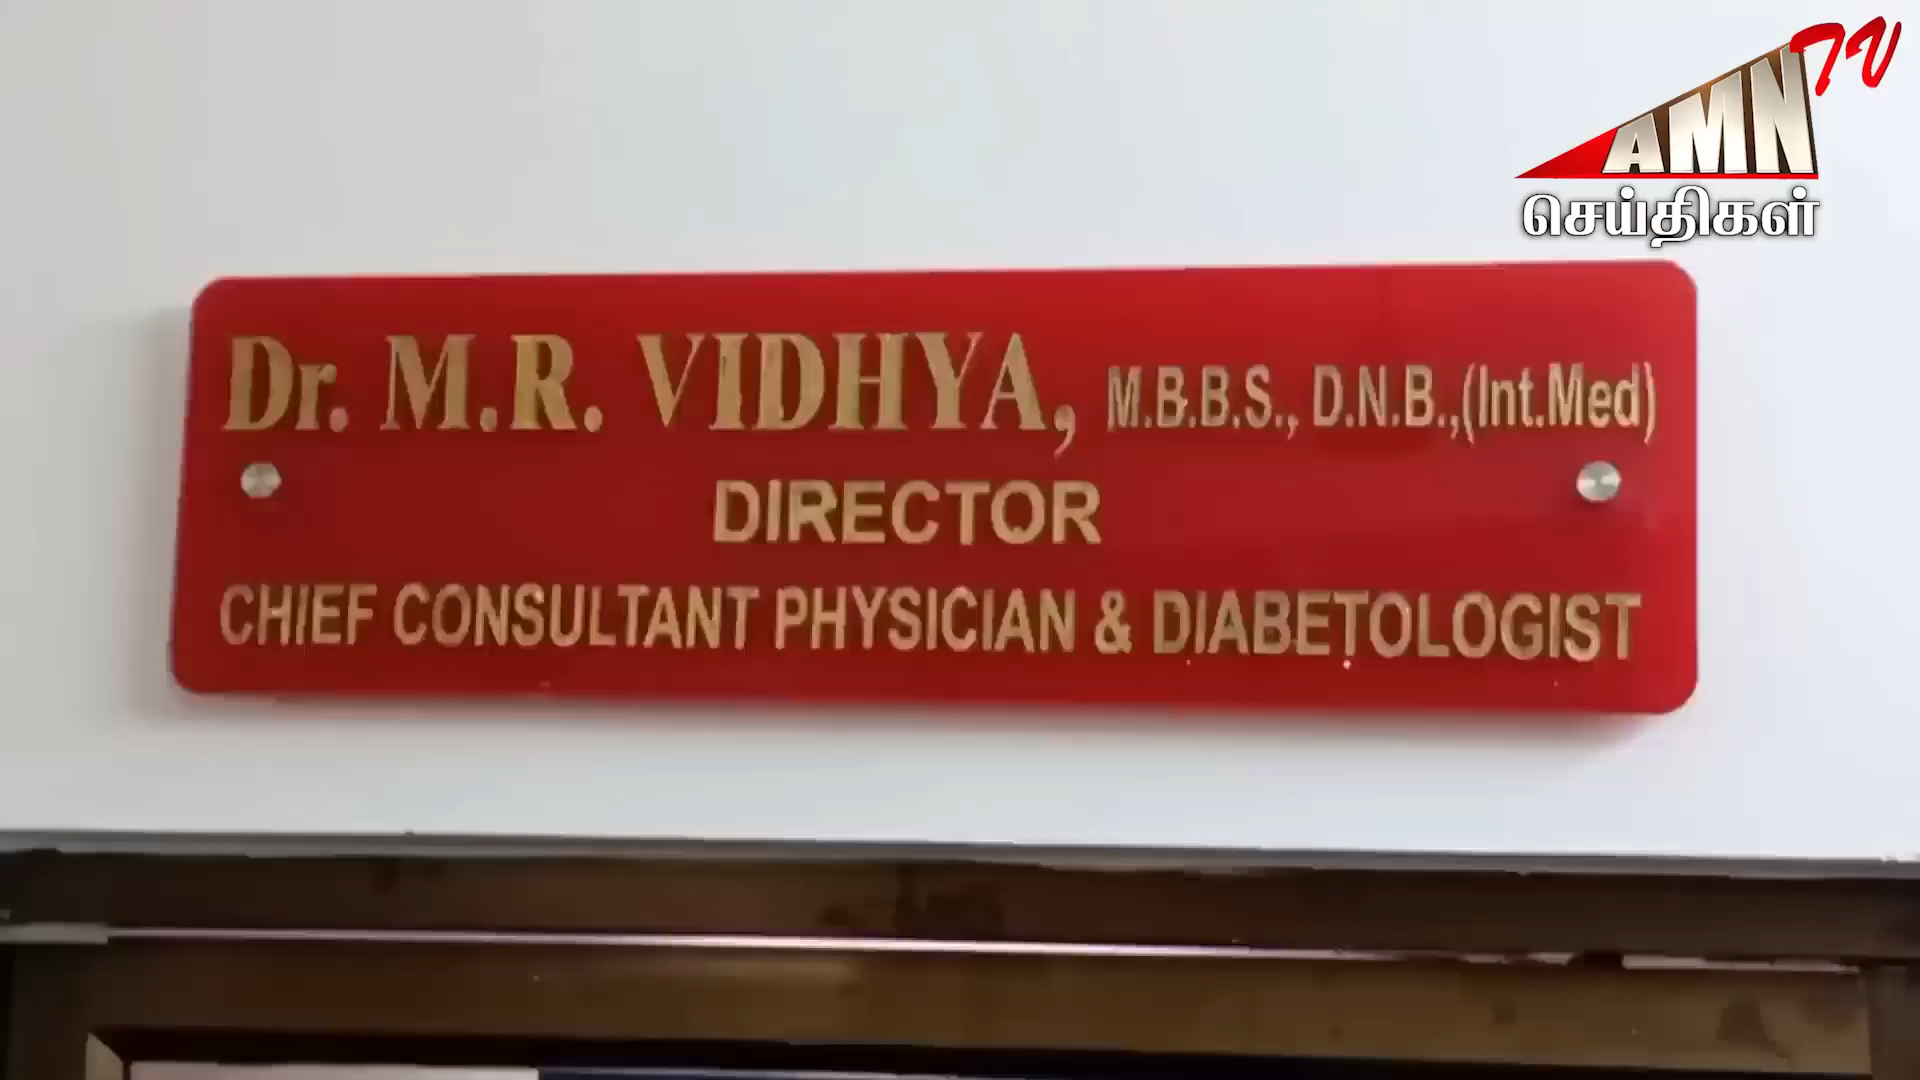 AMN TV
செய்திகள்
Dr. M.R. VIDHYA, M.B.B.S., D.N.B.,(Int.Med)
DIRECTOR
CHIEF CONSULTANT PHYSICIAN & DIABETOLOGIST